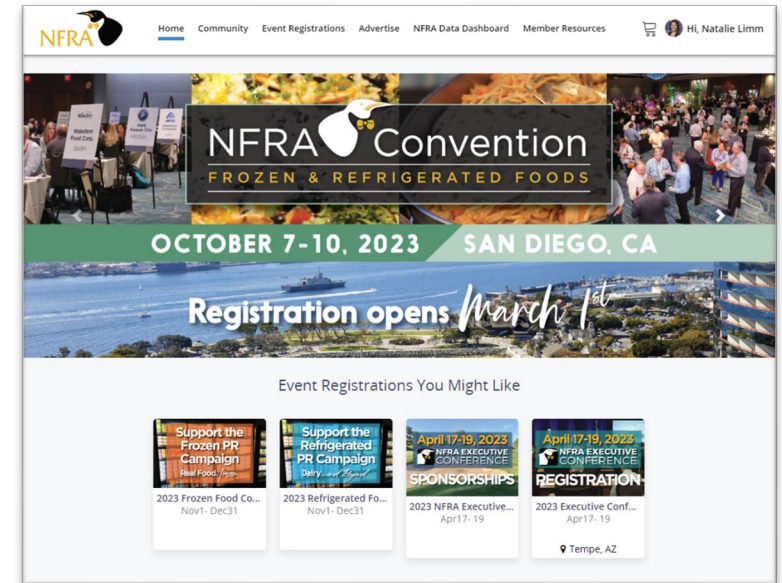 NFRA
Home Community Event Registrations Advertise NFRA Data Dashboard Member Resources Hi, Natalie Limm
NFRA Convention
FROZEN & REFRIGERATED FOODS
OCTOBER 7-10, 2023 SAN DIEGO, CA
Registration opens March 1st
Event Registrations You Might Like
Support the
Frozen PR
Campaign
Real Food.
2023 Frozen Food Co...
Nov1- Dec31
Support the
Refrigerated
PR Campaign
Dairy...and Beyond
2023 Refrigerated Fo...
Nov1- Dec31
April 17-19, 2023
NFRA EXECUTIVE
CONFERENCE
SPONSORSHIPS
2023 NFRA Executive...
Apr17- 19
April 17-19, 2023
NFRA EXECUTIVE
CONFERENCE
REGISTRATION
2023 Executive Conf...
Apr17- 19
Tempe, AZ